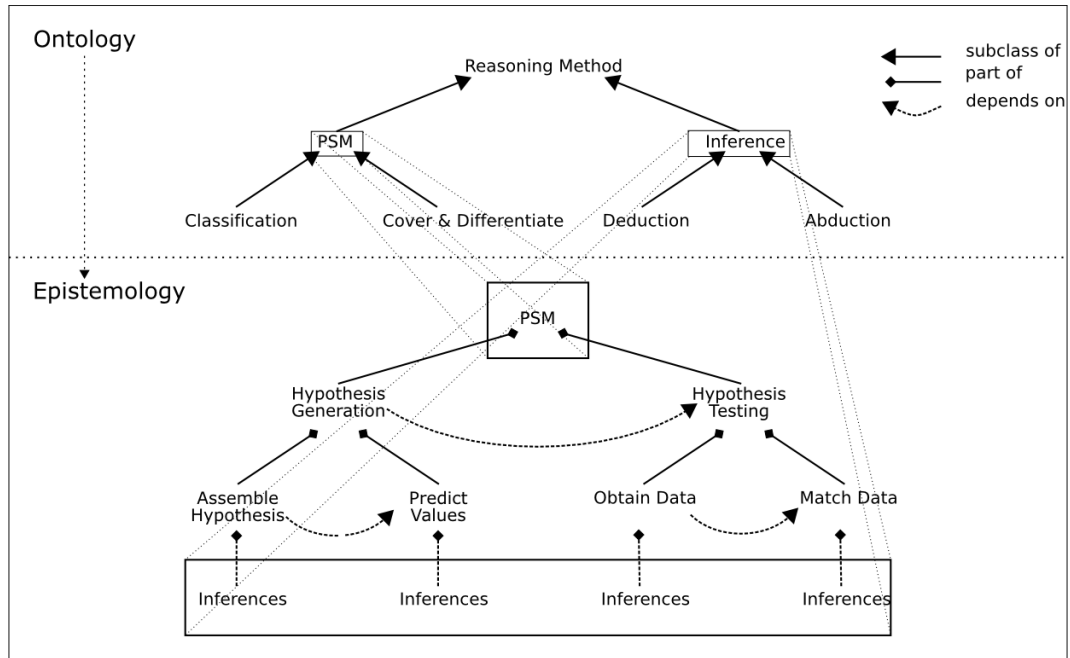 Ontology
subclass of
part of
depends on
Reasoning Method
PSM
Inference
Classification
Cover & Differentiate
Deduction
Abduction
Epistemology
PSM
Hypothesis
Generation
Hypothesis
Testing
Assemble
Hypothesis
Predict
Values
Obtain Data
Match Data
Inferences
Inferences
Inferences
Inferences